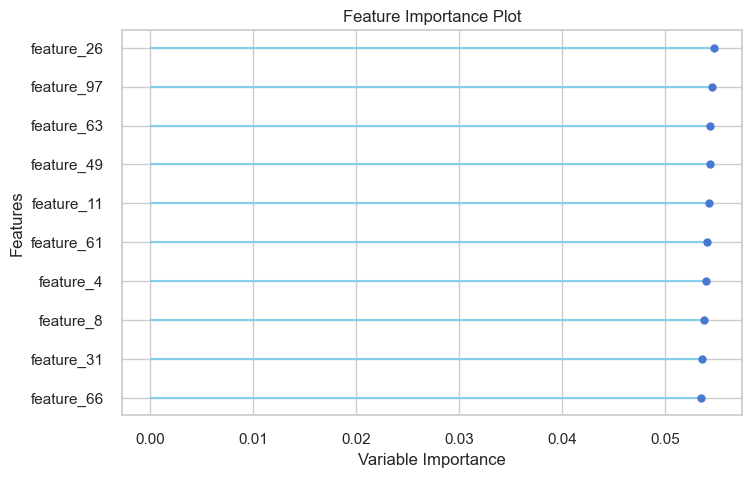 Feature Importance Plot
Features
feature_26
feature_97
feature_63
feature_49
feature_11
feature_61
feature_4
feature_8
feature_31
feature_66
0.00 0.01 0.02 0.03 0.04 0.05
Variable Importance